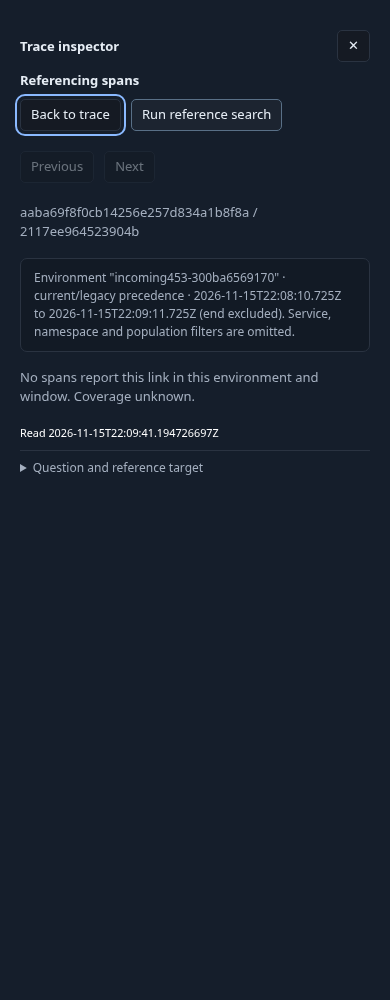 Trace inspector
×
Referencing spans
Back to trace
Run reference search
Previous
Next
aaba69f8f0cb14256e257d834a1b8f8a /
2117ee964523904b
Environment "incoming453-300ba6569170" ·
current/legacy precedence · 2026-11-15T22:08:10.725Z
to 2026-11-15T22:09:11.725Z (end excluded). Service,
namespace and population filters are omitted.
No spans report this link in this environment and
window. Coverage unknown.
Read 2026-11-15T22:09:41.194726697Z
Question and reference target